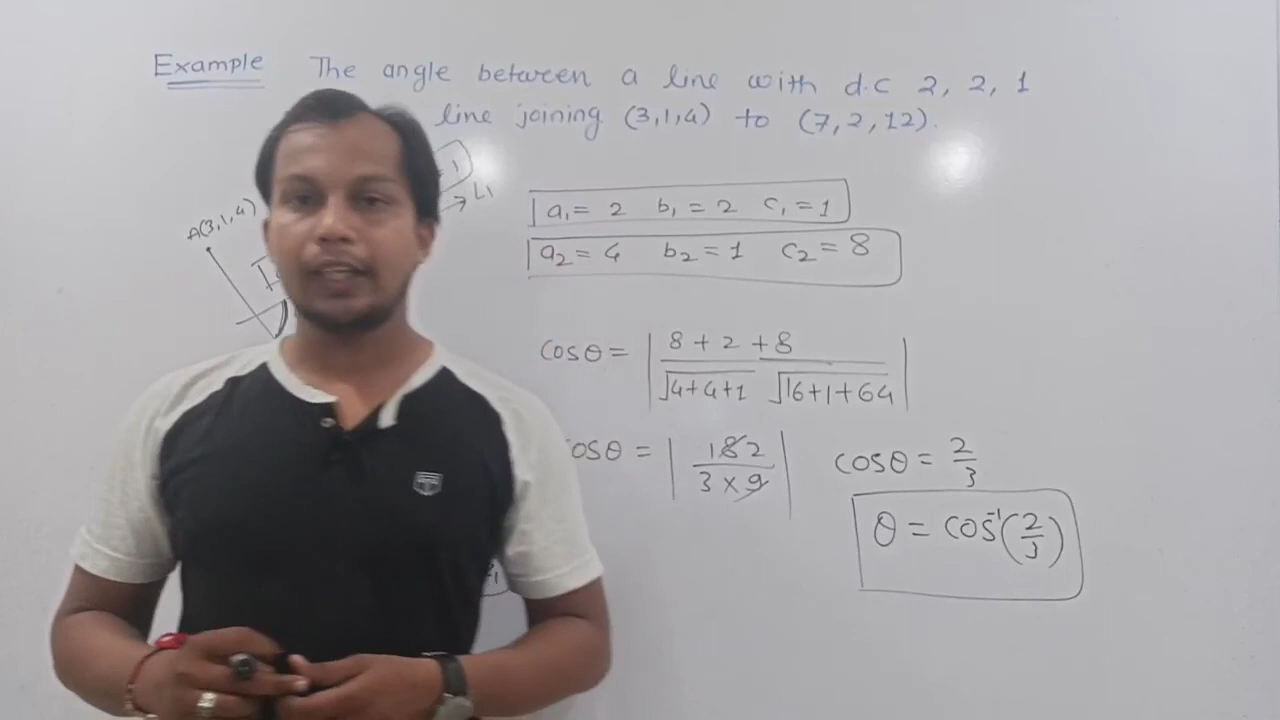 Example The angle between a line with d.c 2, 2, 1
line joining (3,1,4) to (7,2,12).
L1
A(3,1,4)
a₁= 2 b₁ = 2 c₁ = 1
a₂ = 4 b₂ = 1 c₂ = 8
cosθ = | 8 + 2 + 8 / √4+4+1 √16+1+64 |
osθ = | 182 / 3 × 9 | cosθ = 2/3
θ = cos⁻¹(2/3)